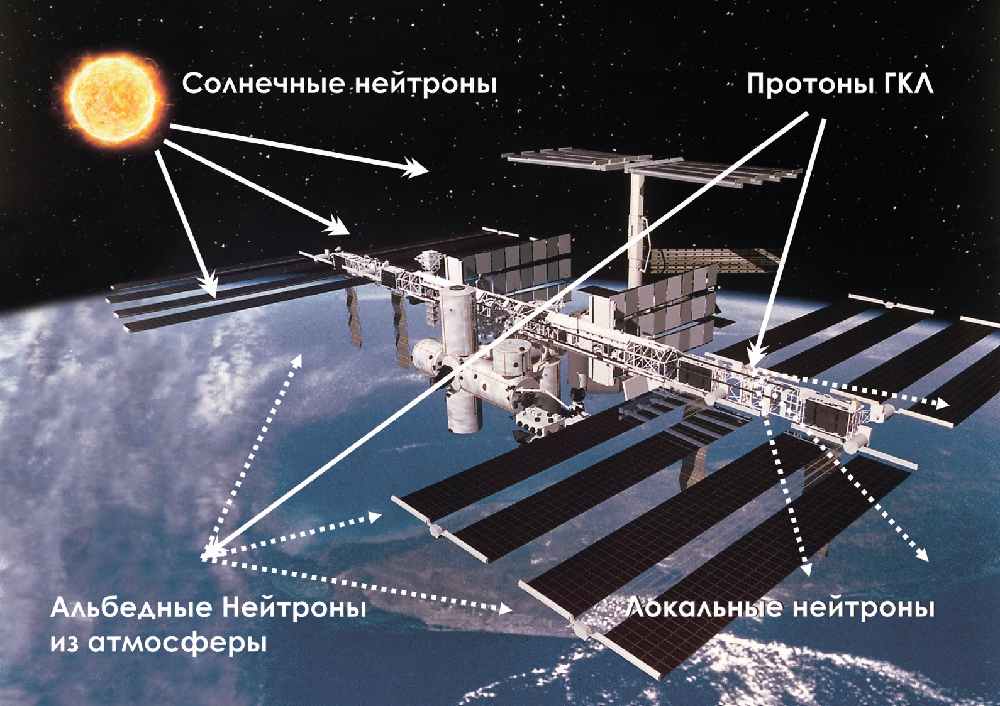 Солнечные нейтроны
Протоны ГКЛ
Альбедные Нейтроны
из атмосферы
Локальные нейтроны